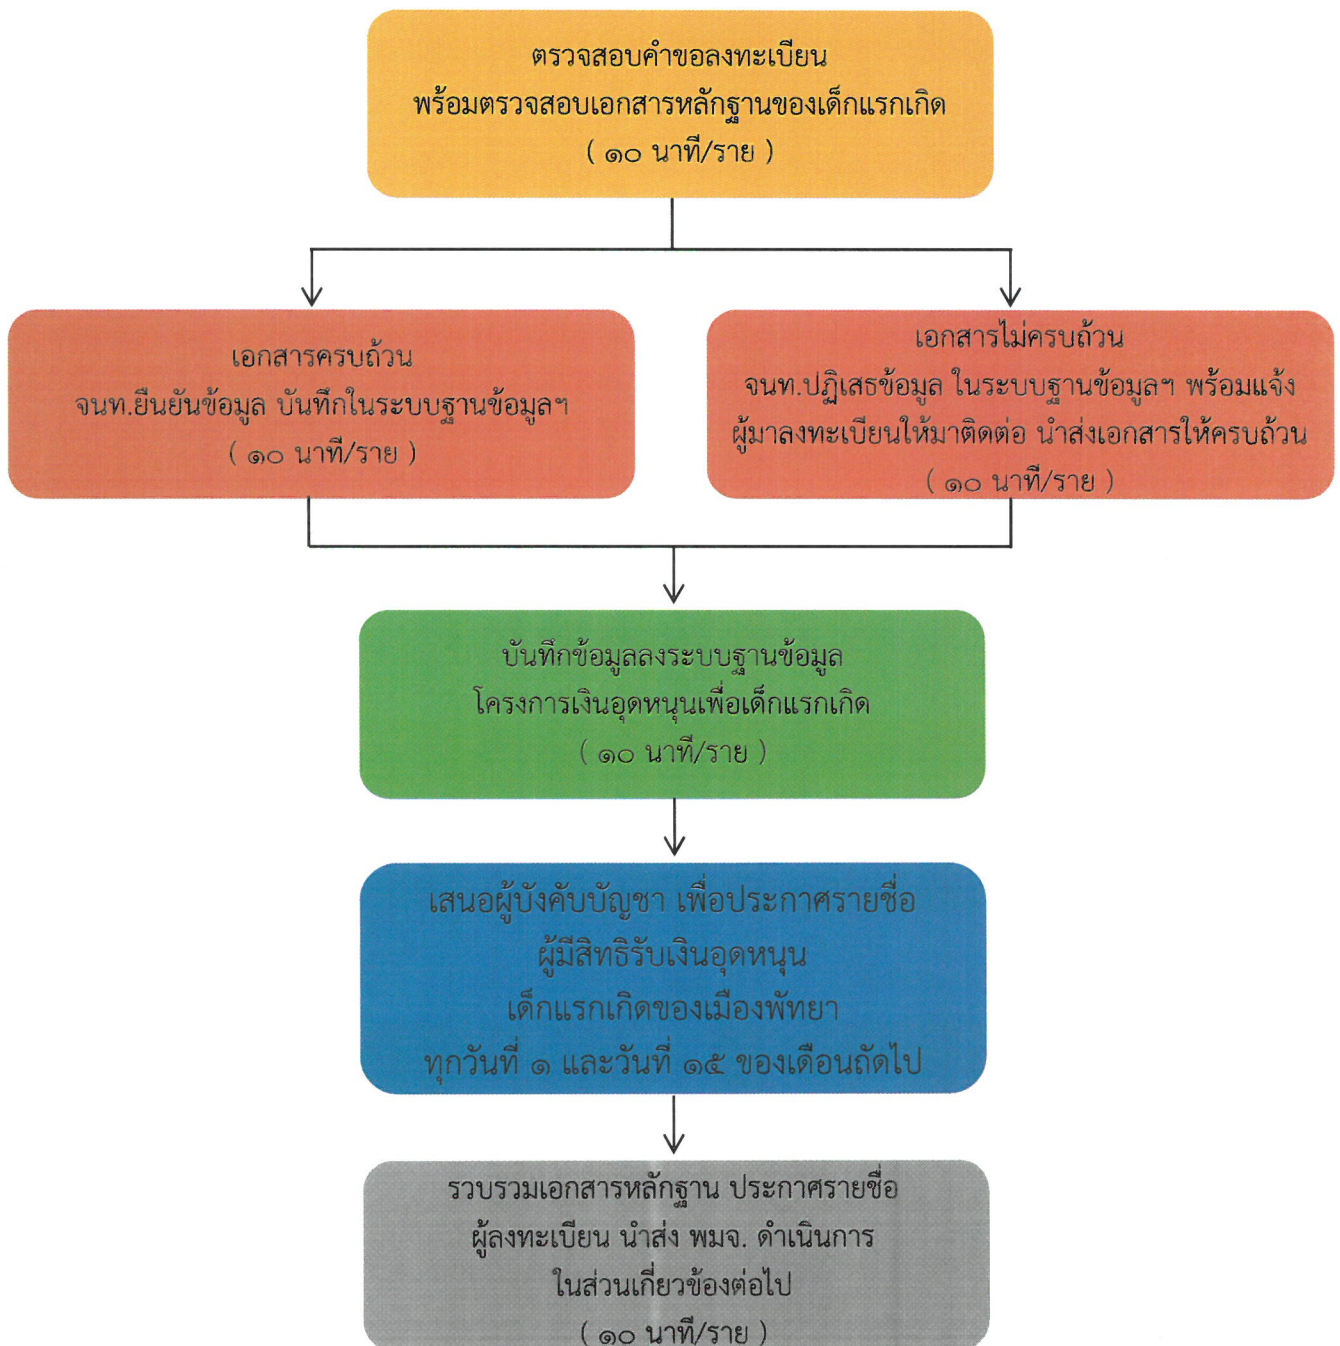 ตรวจสอบคำขอลงทะเบียน
พร้อมตรวจสอบเอกสารหลักฐานของเด็กแรกเกิด
( ๑๐ นาที/ราย )
เอกสารครบถ้วน
จนท.ยืนยันข้อมูล บันทึกในระบบฐานข้อมูลฯ
( ๑๐ นาที/ราย )
เอกสารไม่ครบถ้วน
จนท.ปฏิเสธข้อมูล ในระบบฐานข้อมูลฯ พร้อมแจ้ง
ผู้มาลงทะเบียนให้มาติดต่อ นำส่งเอกสารให้ครบถ้วน
( ๑๐ นาที/ราย )
บันทึกข้อมูลลงระบบฐานข้อมูล
โครงการเงินอุดหนุนเพื่อเด็กแรกเกิด
( ๑๐ นาที/ราย )
เสนอผู้บังคับบัญชา เพื่อประกาศรายชื่อ
ผู้มีสิทธิรับเงินอุดหนุน
เด็กแรกเกิดของเมืองพัทยา
ทุกวันที่ ๑ และวันที่ ๑๕ ของเดือนถัดไป
รวบรวมเอกสารหลักฐาน ประกาศรายชื่อ
ผู้ลงทะเบียน นำส่ง พมจ. ดำเนินการ
ในส่วนเกี่ยวข้องต่อไป
( ๑๐ นาที/ราย )